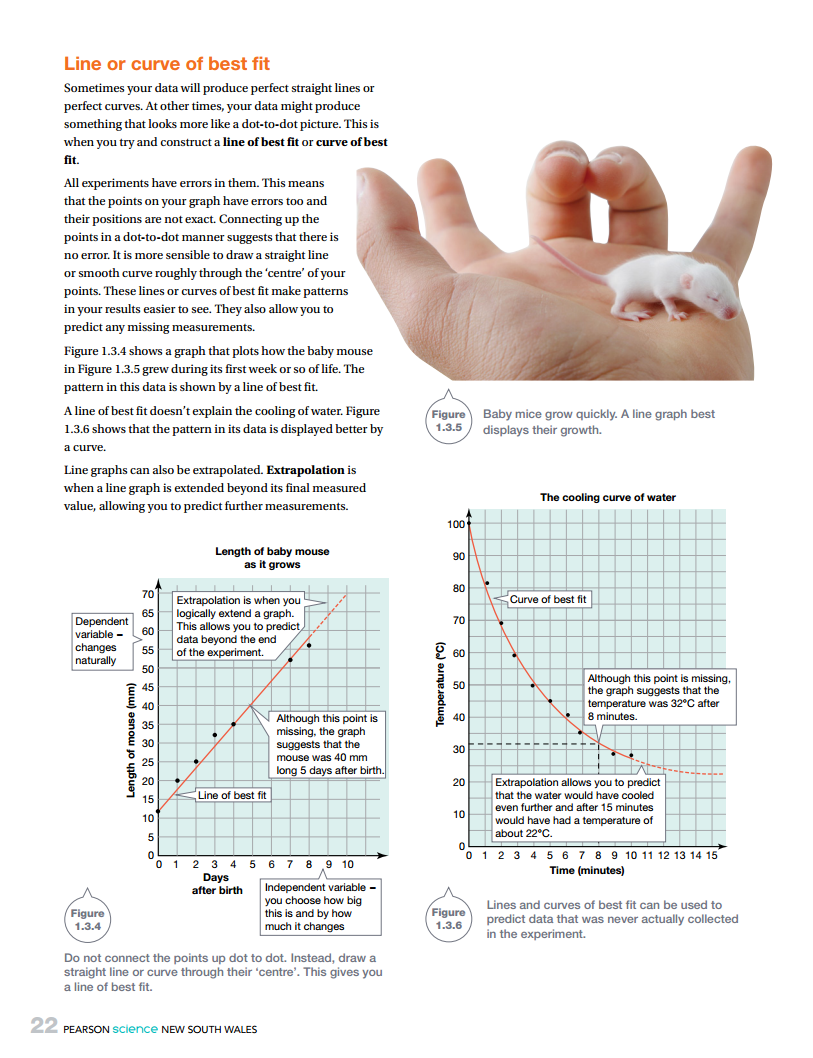 Line or curve of best fit
Sometimes your data will produce perfect straight lines or
perfect curves. At other times, your data might produce
something that looks more like a dot-to-dot picture. This is
when you try and construct a line of best fit or curve of best
fit.
All experiments have errors in them. This means
that the points on your graph have errors too and
their positions are not exact. Connecting up the
points in a dot-to-dot manner suggests that there is
no error. It is more sensible to draw a straight line
or smooth curve roughly through the ‘centre’ of your
points. These lines or curves of best fit make patterns
in your results easier to see. They also allow you to
predict any missing measurements.
Figure 1.3.4 shows a graph that plots how the baby mouse
in Figure 1.3.5 grew during its first week or so of life. The
pattern in this data is shown by a line of best fit.
A line of best fit doesn’t explain the cooling of water. Figure
1.3.6 shows that the pattern in its data is displayed better by
a curve.
Line graphs can also be extrapolated. Extrapolation is
when a line graph is extended beyond its final measured
value, allowing you to predict further measurements.
Figure
1.3.5
Baby mice grow quickly. A line graph best
displays their growth.
Length of baby mouse
as it grows
Dependent
variable –
changes
naturally
Length of mouse (mm)
70
65
60
55
50
45
40
35
30
25
20
15
10
5
0
Extrapolation is when you
logically extend a graph.
This allows you to predict
data beyond the end
of the experiment.
Although this point is
missing, the graph
suggests that the
mouse was 40 mm
long 5 days after birth.
Line of best fit
0 1 2 3 4 5 6 7 8 9 10
Days
after birth
Independent variable –
you choose how big
this is and by how
much it changes
Figure
1.3.4
Do not connect the points up dot to dot. Instead, draw a
straight line or curve through their ‘centre’. This gives you
a line of best fit.
The cooling curve of water
Temperature (°C)
100
90
80
70
60
50
40
30
20
10
0
Curve of best fit
Although this point is missing,
the graph suggests that the
temperature was 32°C after
8 minutes.
Extrapolation allows you to predict
that the water would have cooled
even further and after 15 minutes
would have had a temperature of
about 22°C.
0 1 2 3 4 5 6 7 8 9 10 11 12 13 14 15
Time (minutes)
Figure
1.3.6
Lines and curves of best fit can be used to
predict data that was never actually collected
in the experiment.
22 PEARSON science NEW SOUTH WALES